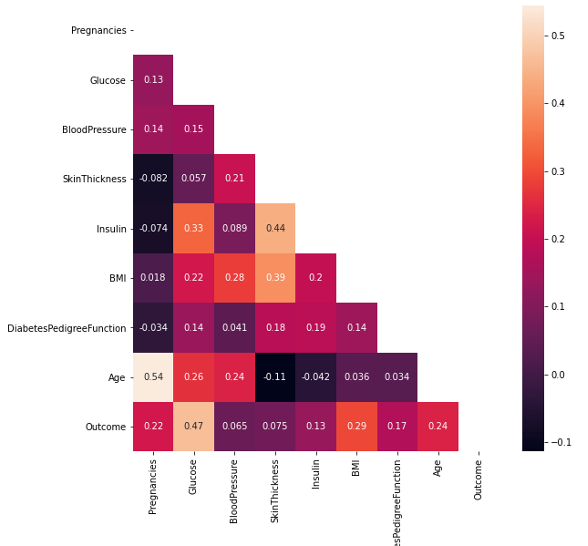 Pregnancies
Glucose 0.13
BloodPressure 0.14 0.15
SkinThickness -0.082 0.057 0.21
Insulin -0.074 0.33 0.089 0.44
BMI 0.018 0.22 0.28 0.39 0.2
DiabetesPedigreeFunction -0.034 0.14 0.041 0.18 0.19 0.14
Age 0.54 0.26 0.24 -0.11 -0.042 0.036 0.034
Outcome 0.22 0.47 0.065 0.075 0.13 0.29 0.17 0.24
Pregnancies
Glucose
BloodPressure
SkinThickness
Insulin
BMI
esPedigreeFunction
Age
Outcome
0.5
0.4
0.3
0.2
0.1
0.0
−0.1